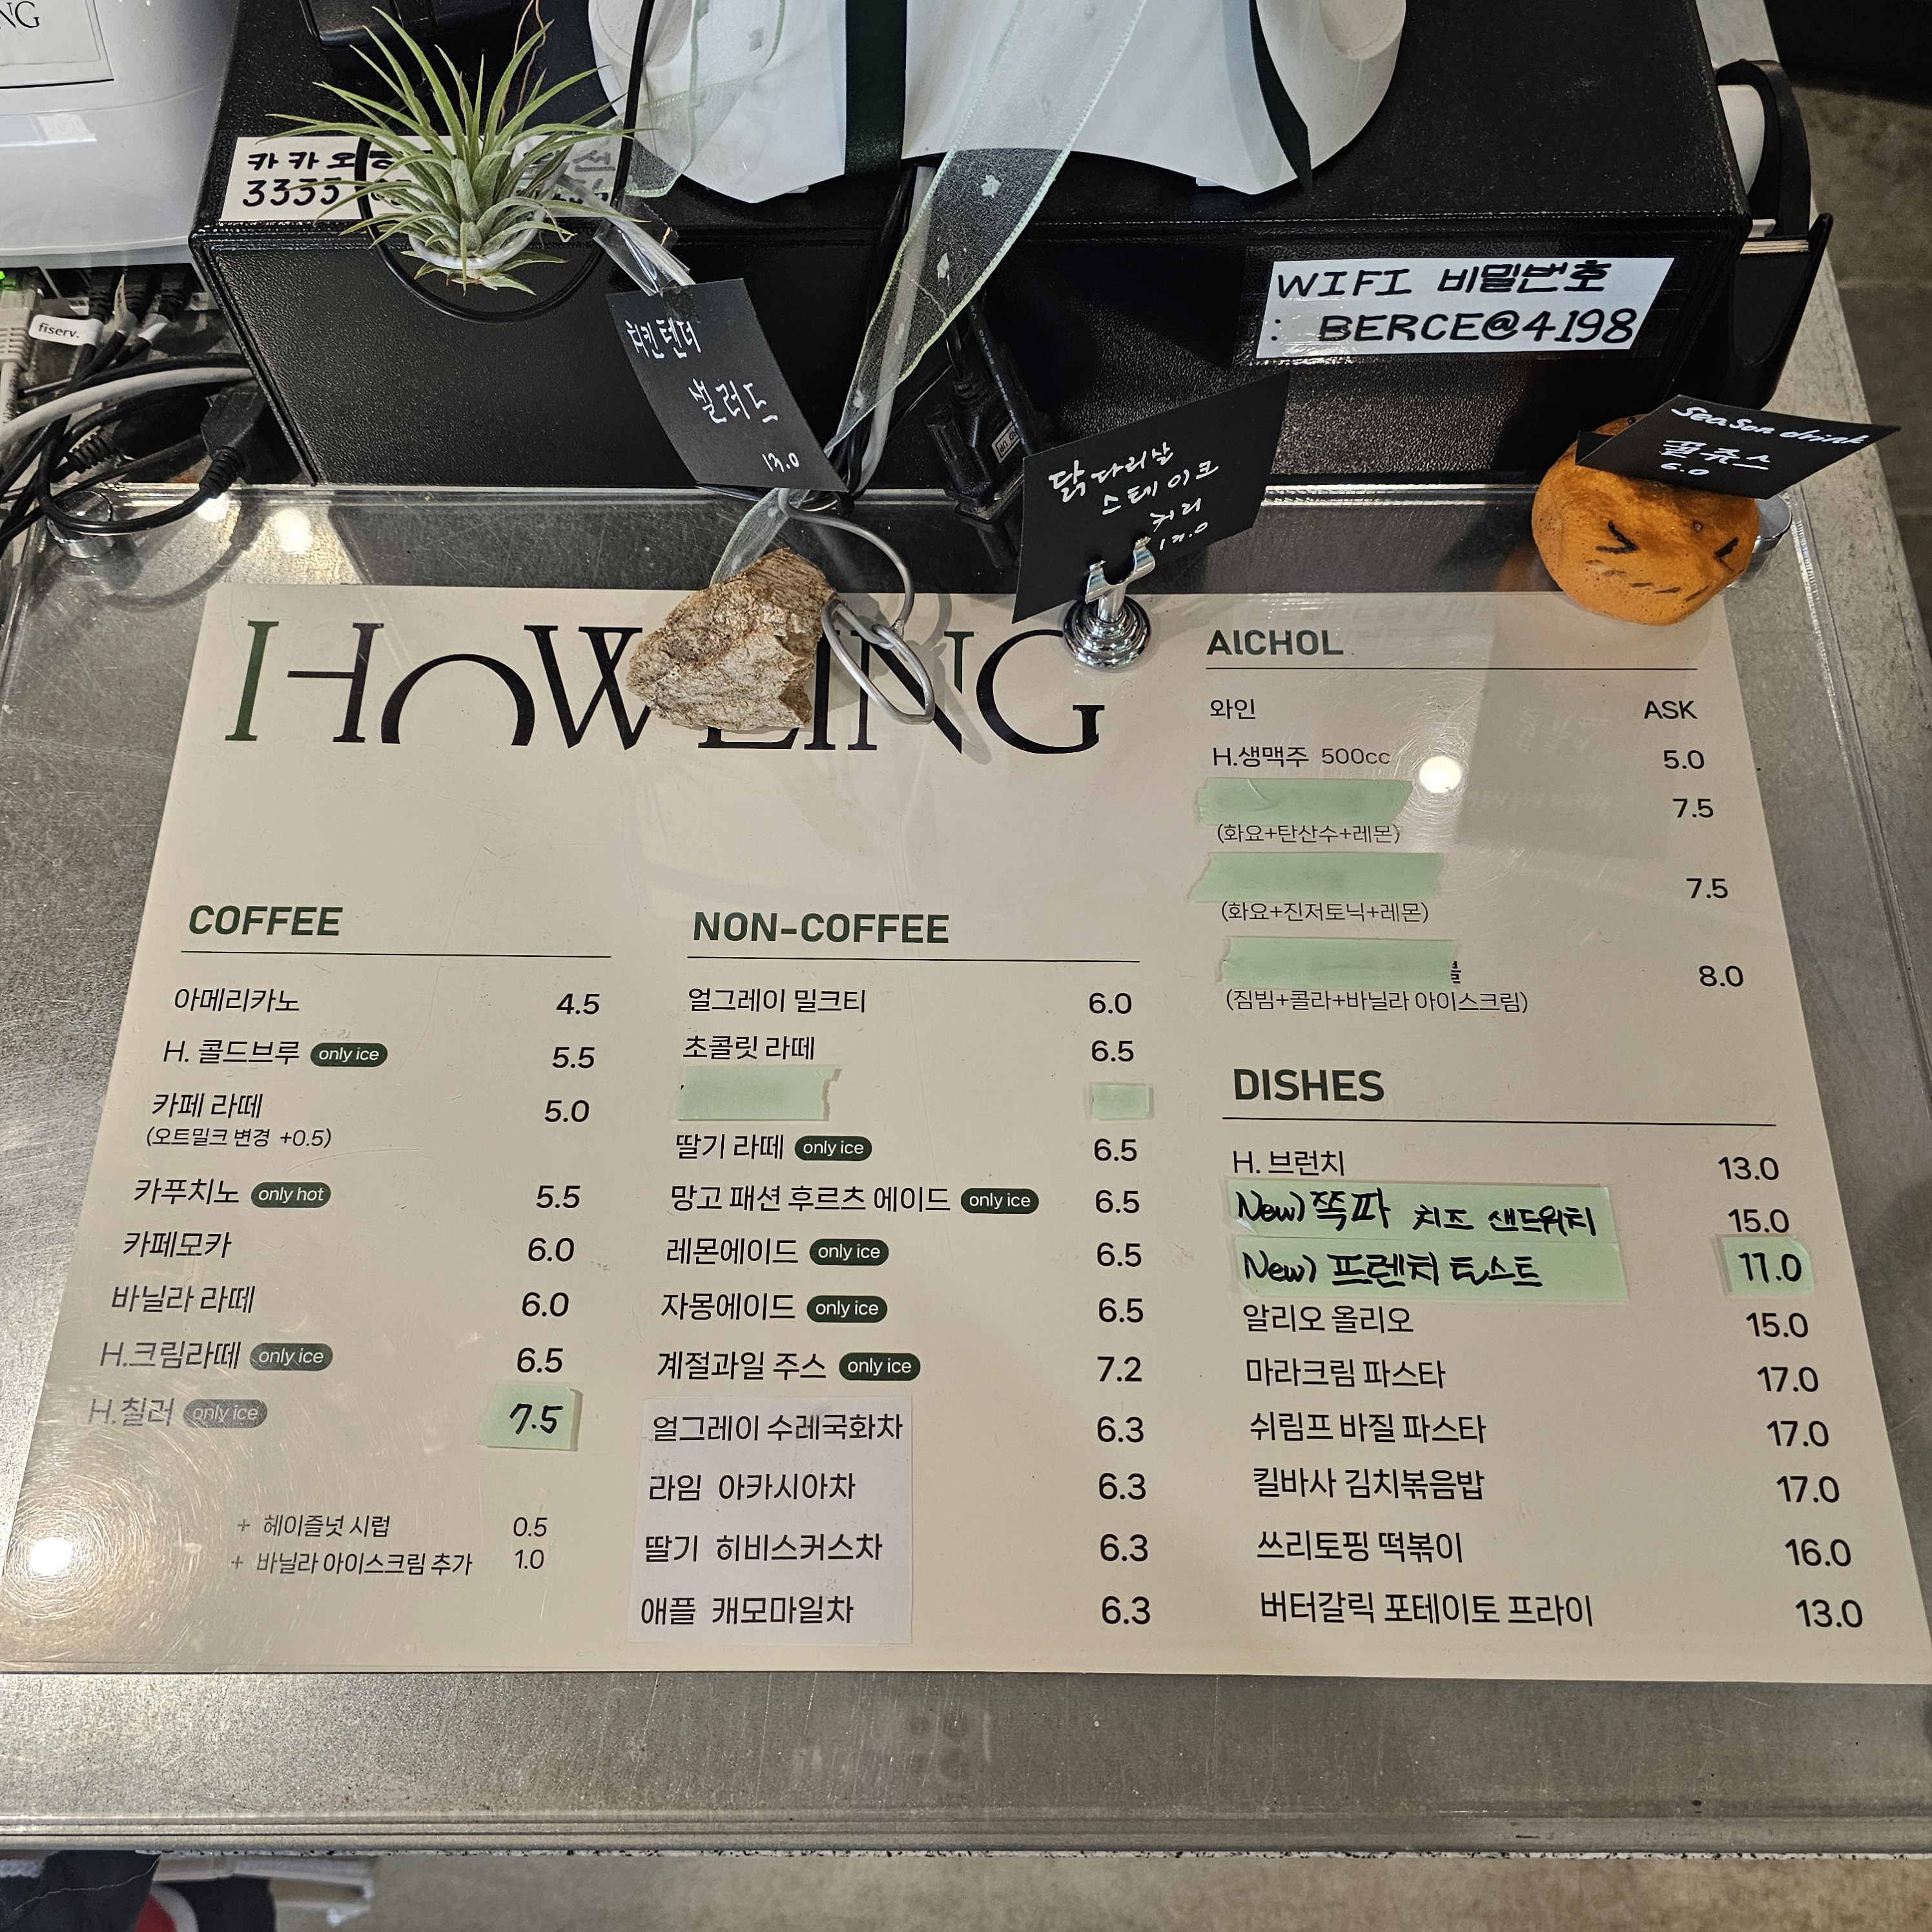 NG
카카오
3333
fiserv.
WIFI 비밀번호
: BERCE@4198
치킨텐더
샐러드
13.0
닭다리살
스테이크
커리
Season drink
귤쥬스
6.0
HOWLING
AlCHOL
와인 ASK
H.생맥주 500cc 5.0
7.5
(화요+탄산수+레몬)
7.5
(화요+진저토닉+레몬)
8.0
(짐빔+콜라+바닐라 아이스크림)
COFFEE
아메리카노 4.5
H. 콜드브루 only ice 5.5
카페 라떼 5.0
(오트밀크 변경 +0.5)
카푸치노 only hot 5.5
카페모카 6.0
바닐라 라떼 6.0
H.크림라떼 only ice 6.5
H.칠러 only ice 7.5
+ 헤이즐넛 시럽 0.5
+ 바닐라 아이스크림 추가 1.0
NON-COFFEE
얼그레이 밀크티 6.0
초콜릿 라떼 6.5
딸기 라떼 only ice 6.5
망고 패션 후르츠 에이드 only ice 6.5
레몬에이드 only ice 6.5
자몽에이드 only ice 6.5
계절과일 주스 only ice 7.2
얼그레이 수레국화차 6.3
라임 아카시아차 6.3
딸기 히비스커스차 6.3
애플 캐모마일차 6.3
DISHES
H. 브런치 13.0
New) 쪽파 치즈 샌드위치 15.0
New) 프렌치 토스트 11.0
알리오 올리오 15.0
마라크림 파스타 17.0
쉬림프 바질 파스타 17.0
킬바사 김치볶음밥 17.0
쓰리토핑 떡볶이 16.0
버터갈릭 포테이토 프라이 13.0